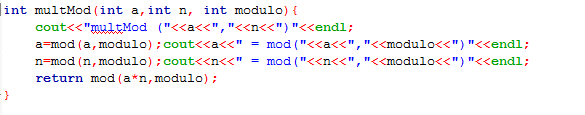 int multMod(int a,int n, int modulo){
cout<<"multMod ("<<a<<","<<n<<")"<<endl;
a=mod(a,modulo);cout<<a<<" = mod("<<a<<","<<modulo<<")"<<endl;
n=mod(n,modulo);cout<<n<<" = mod("<<n<<","<<modulo<<")"<<endl;
return mod(a*n,modulo);
}